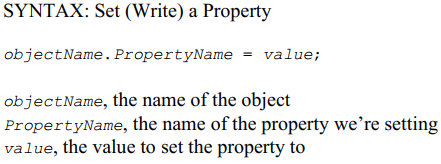 SYNTAX: Set (Write) a Property
objectName.PropertyName = value;
objectName, the name of the object
PropertyName, the name of the property we’re setting
value, the value to set the property to